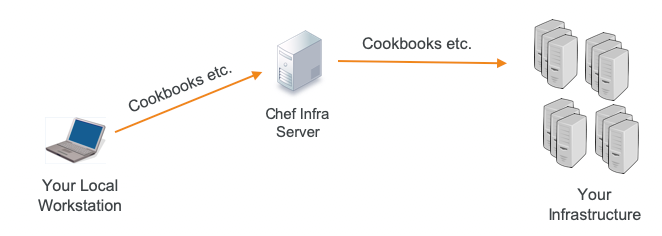 Cookbooks etc.
Cookbooks etc.
Chef Infra
Server
Your Local
Workstation
Your
Infrastructure